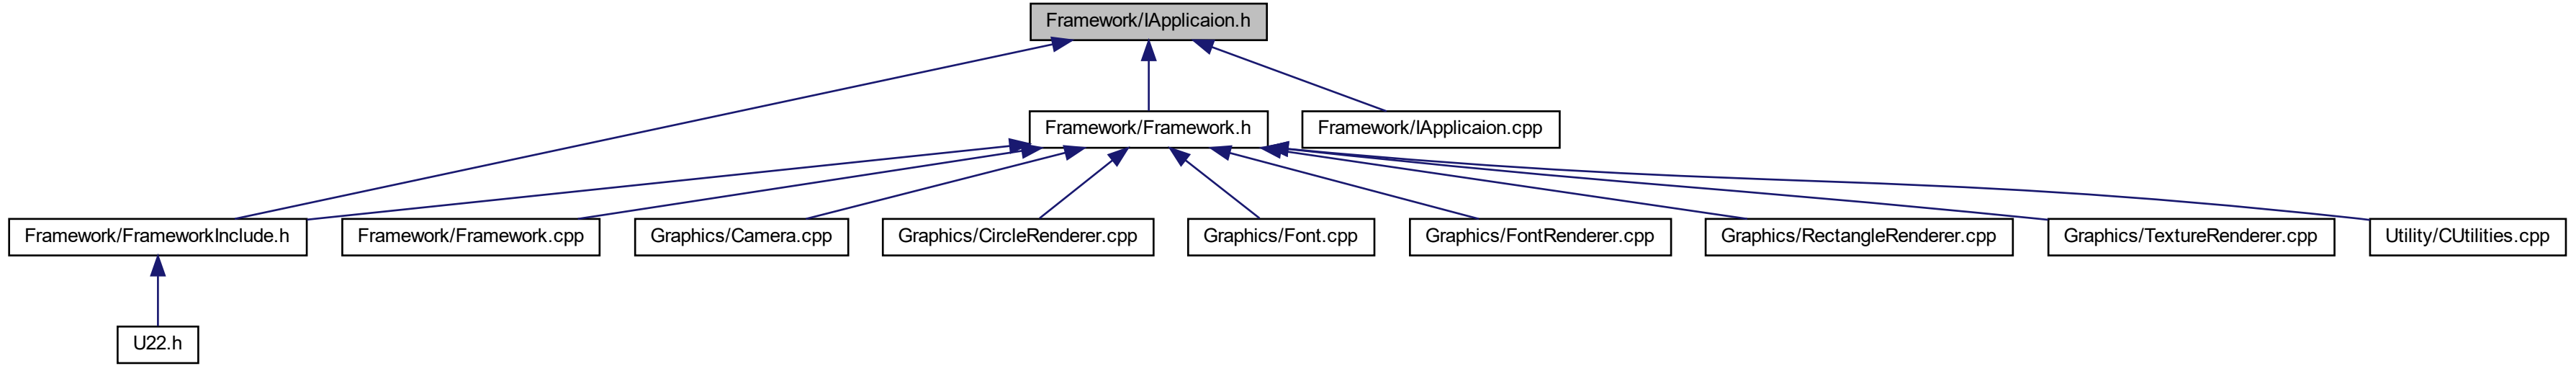 Framework/IApplicaion.h
Framework/Framework.h
Framework/IApplicaion.cpp
Framework/FrameworkInclude.h
Framework/Framework.cpp
Graphics/Camera.cpp
Graphics/CircleRenderer.cpp
Graphics/Font.cpp
Graphics/FontRenderer.cpp
Graphics/RectangleRenderer.cpp
Graphics/TextureRenderer.cpp
Utility/CUtilities.cpp
U22.h